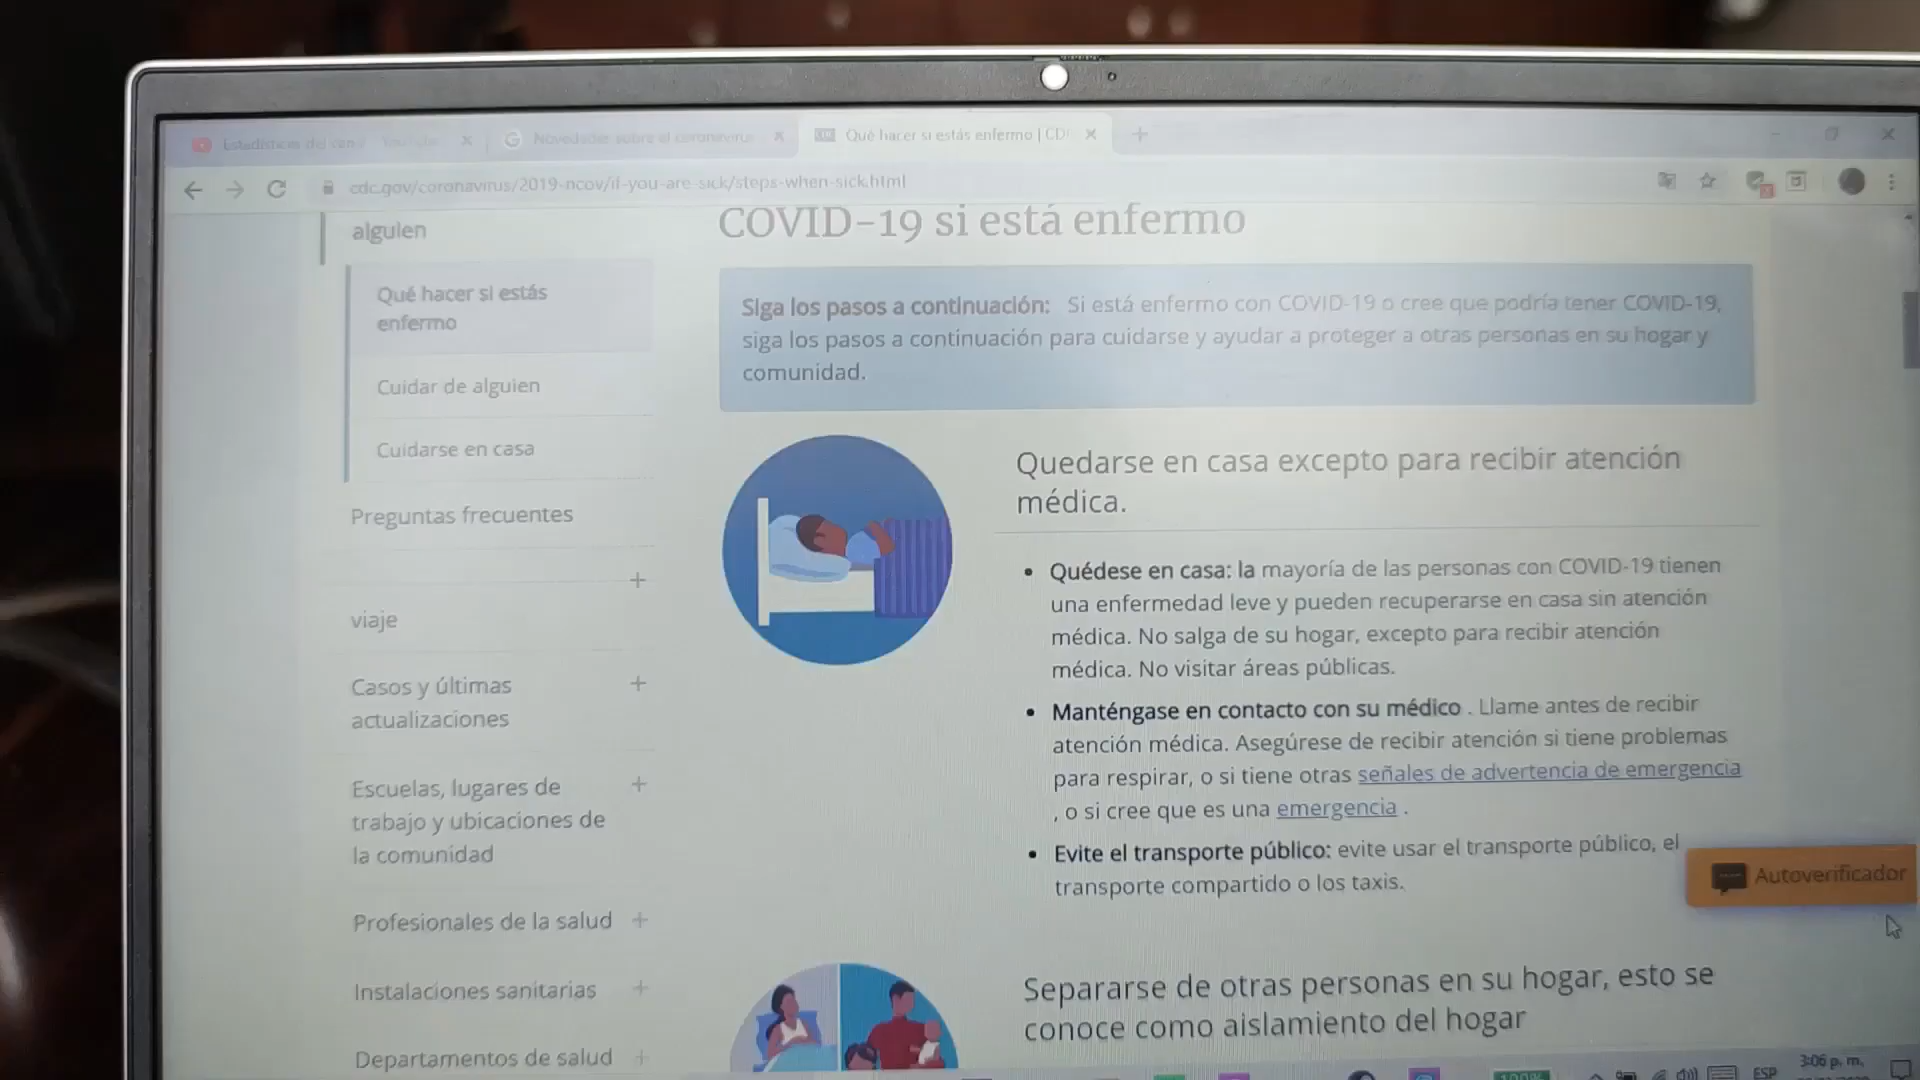 Estadísticas del
Novedades sobre el coronavirus
Qué hacer si estás enfermo | CD
cdc.gov/coronavirus/2019-ncov/if-you-are-sick/steps-when-sick.html
alguien
Qué hacer si estás
enfermo
Cuidar de alguien
Cuidarse en casa
Preguntas frecuentes
+
viaje
Casos y últimas +
actualizaciones
Escuelas, lugares de +
trabajo y ubicaciones de
la comunidad
Profesionales de la salud +
Instalaciones sanitarias +
Departamentos de salud +
COVID-19 si está enfermo
Siga los pasos a continuación: Si está enfermo con COVID-19 o cree que podría tener COVID-19,
siga los pasos a continuación para cuidarse y ayudar a proteger a otras personas en su hogar y
comunidad.
Quedarse en casa excepto para recibir atención
médica.
• Quédese en casa: la mayoría de las personas con COVID-19 tienen
una enfermedad leve y pueden recuperarse en casa sin atención
médica. No salga de su hogar, excepto para recibir atención
médica. No visitar áreas públicas.
• Manténgase en contacto con su médico . Llame antes de recibir
atención médica. Asegúrese de recibir atención si tiene problemas
para respirar, o si tiene otras señales de advertencia de emergencia
, o si cree que es una emergencia .
• Evite el transporte público: evite usar el transporte público, el
transporte compartido o los taxis.
Autoverificador
Separarse de otras personas en su hogar, esto se
conoce como aislamiento del hogar
100%
ESP
3:06 p. m.